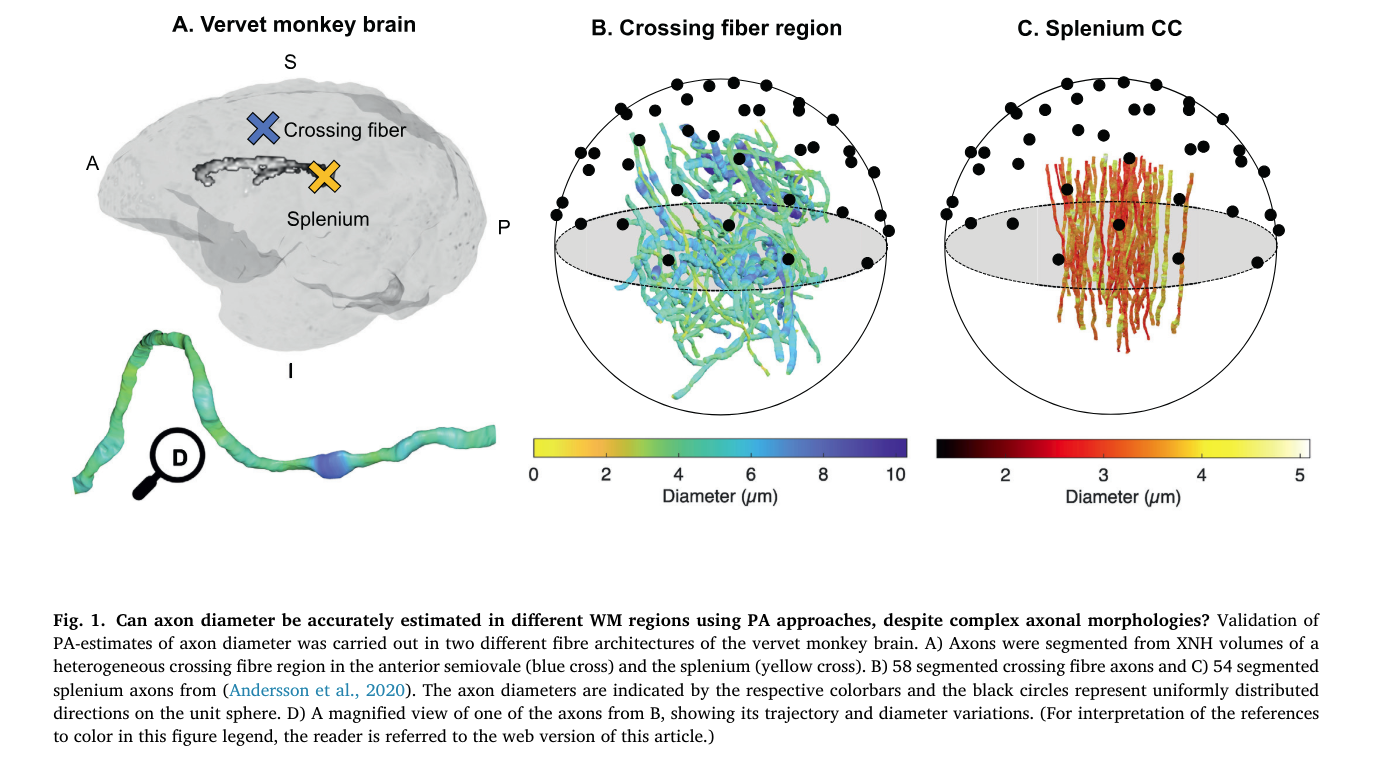 A. Vervet monkey brain
B. Crossing fiber region
C. Splenium CC
S
Crossing fiber
A
Splenium
P
I
D
0 2 4 6 8 10
Diameter (μm)
2 3 4 5
Diameter (μm)
Fig. 1. Can axon diameter be accurately estimated in different WM regions using PA approaches, despite complex axonal morphologies? Validation of
PA-estimates of axon diameter was carried out in two different fibre architectures of the vervet monkey brain. A) Axons were segmented from XNH volumes of a
heterogeneous crossing fibre region in the anterior semiovale (blue cross) and the splenium (yellow cross). B) 58 segmented crossing fibre axons and C) 54 segmented
splenium axons from (Andersson et al., 2020). The axon diameters are indicated by the respective colorbars and the black circles represent uniformly distributed
directions on the unit sphere. D) A magnified view of one of the axons from B, showing its trajectory and diameter variations. (For interpretation of the references
to color in this figure legend, the reader is referred to the web version of this article.)